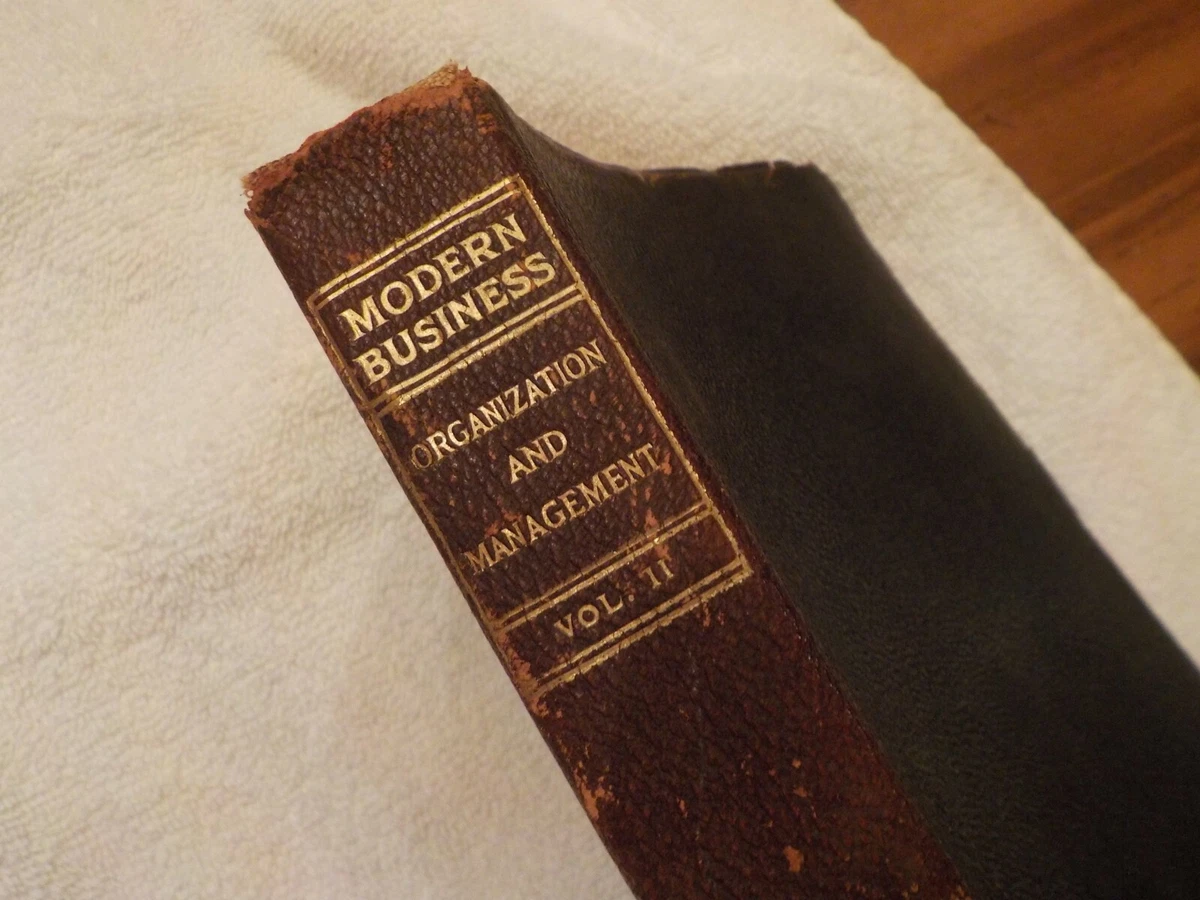 MODERN
BUSINESS
ORGANIZATION
AND
MANAGEMENT
VOL. II